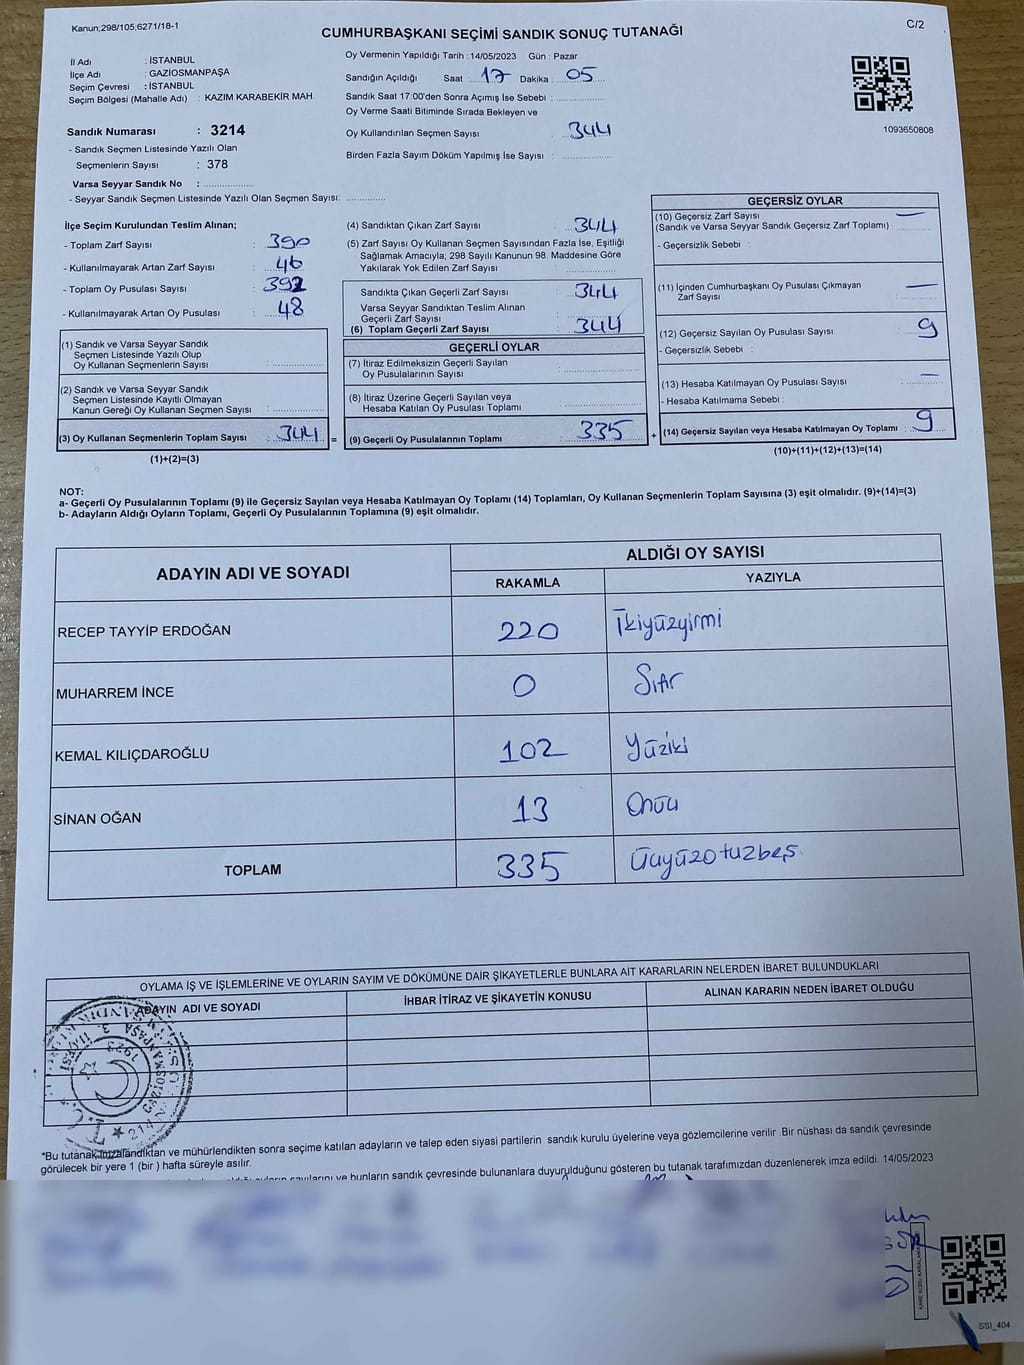 Kanun;298/105;6271/18-1
C/2
CUMHURBAŞKANI SEÇİMİ SANDIK SONUÇ TUTANAĞI
İl Adı : İSTANBUL
İlçe Adı : GAZİOSMANPAŞA
Seçim Çevresi : İSTANBUL
Seçim Bölgesi (Mahalle Adı) : KAZIM KARABEKİR MAH.
Sandık Numarası : 3214
- Sandık Seçmen Listesinde Yazılı Olan
Seçmenlerin Sayısı : 378
Varsa Seyyar Sandık No :
- Seyyar Sandık Seçmen Listesinde Yazılı Olan Seçmen Sayısı:
Oy Vermenin Yapıldığı Tarih : 14/05/2023 Gün : Pazar
Sandığın Açıldığı Saat : 17 Dakika : 05
Sandık Saat 17:00'den Sonra Açımış İse Sebebi :
Oy Verme Saati Bitiminde Sırada Bekleyen ve
Oy Kullandırılan Seçmen Sayısı : 344
Birden Fazla Sayım Döküm Yapılmış İse Sayısı :
1093650808
İlçe Seçim Kurulundan Teslim Alınan;
- Toplam Zarf Sayısı : 390
- Kullanılmayarak Artan Zarf Sayısı : 46
- Toplam Oy Pusulası Sayısı : 392
- Kullanılmayarak Artan Oy Pusulası : 48
(1) Sandık ve Varsa Seyyar Sandık
Seçmen Listesinde Yazılı Olup
Oy Kullanan Seçmenlerin Sayısı :
(2) Sandık ve Varsa Seyyar Sandık
Seçmen Listesinde Kayıtlı Olmayan
Kanun Gereği Oy Kullanan Seçmen Sayısı :
(3) Oy Kullanan Seçmenlerin Toplam Sayısı : 344 =
(1)+(2)=(3)
(4) Sandıktan Çıkan Zarf Sayısı : 344
(5) Zarf Sayısı Oy Kullanan Seçmen Sayısından Fazla İse, Eşitliği
Sağlamak Amacıyla; 298 Sayılı Kanunun 98. Maddesine Göre
Yakılarak Yok Edilen Zarf Sayısı :
Sandıkta Çıkan Geçerli Zarf Sayısı : 344
Varsa Seyyar Sandıktan Teslim Alınan
Geçerli Zarf Sayısı :
(6) Toplam Geçerli Zarf Sayısı : 344
GEÇERLİ OYLAR
(7) İtiraz Edilmeksizin Geçerli Sayılan
Oy Pusulalarının Sayısı :
(8) İtiraz Üzerine Geçerli Sayılan veya
Hesaba Katılan Oy Pusulası Toplamı :
(9) Geçerli Oy Pusulalarının Toplamı : 335 +
GEÇERSİZ OYLAR
(10) Geçersiz Zarf Sayısı —
(Sandık ve Varsa Seyyar Sandık Geçersiz Zarf Toplamı) :
- Geçersizlik Sebebi :
(11) İçinden Cumhurbaşkanı Oy Pusulası Çıkmayan —
Zarf Sayısı :
(12) Geçersiz Sayılan Oy Pusulası Sayısı : 9
- Geçersizlik Sebebi :
(13) Hesaba Katılmayan Oy Pusulası Sayısı : —
- Hesaba Katılmama Sebebi :
(14) Geçersiz Sayılan veya Hesaba Katılmayan Oy Toplamı : 9
(10)+(11)+(12)+(13)=(14)
NOT:
a- Geçerli Oy Pusulalarının Toplamı (9) ile Geçersiz Sayılan veya Hesaba Katılmayan Oy Toplamı (14) Toplamları, Oy Kullanan Seçmenlerin Toplam Sayısına (3) eşit olmalıdır. (9)+(14)=(3)
b- Adayların Aldığı Oyların Toplamı, Geçerli Oy Pusulalarının Toplamına (9) eşit olmalıdır.
ADAYIN ADI VE SOYADI
ALDIĞI OY SAYISI
RAKAMLA YAZIYLA
RECEP TAYYİP ERDOĞAN 220 İkiyüzyirmi
MUHARREM İNCE 0 Sıfır
KEMAL KILIÇDAROĞLU 102 Yüziki
SİNAN OĞAN 13 Onüç
TOPLAM 335 Üçyüzotuzbeş
OYLAMA İŞ VE İŞLEMLERİNE VE OYLARIN SAYIM VE DÖKÜMÜNE DAİR ŞİKAYETLERLE BUNLARA AİT KARARLARIN NELERDEN İBARET BULUNDUKLARI
ADAYIN ADI VE SOYADI İHBAR İTİRAZ VE ŞİKAYETİN KONUSU ALINAN KARARIN NEDEN İBARET OLDUĞU
T.C.
GAZİOSMANPAŞA 3. İLÇESİ
1923
*Bu tutanak imzalandıktan ve mühürlendikten sonra seçime katılan adayların ve talep eden siyasi partilerin sandık kurulu üyelerine veya gözlemcilerine verilir. Bir nüshası da sandık çevresinde
görülecek bir yere 1 (bir ) hafta süreyle asılır.
sayılarını ve bunların sandık çevresinde bulunanlara duyurulduğunu gösteren bu tutanak tarafımızdan düzenlenerek imza edildi. 14/05/2023
SSI_404